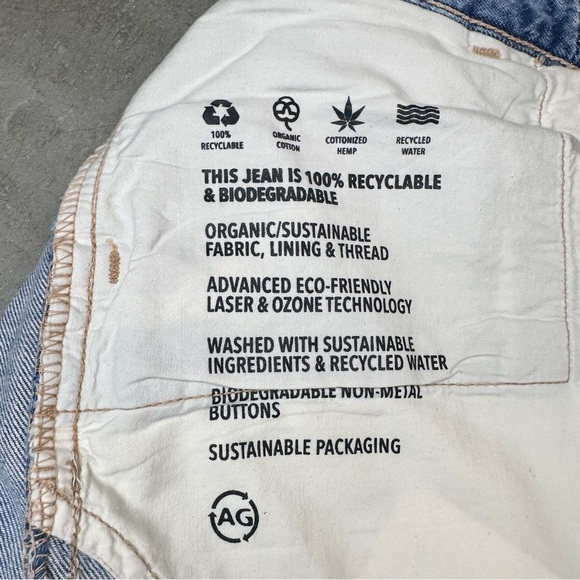 100%
RECYCLABLE
ORGANIC
COTTON
COTTONIZED
HEMP
RECYCLED
WATER
THIS JEAN IS 100% RECYCLABLE
& BIODEGRADABLE
ORGANIC/SUSTAINABLE
FABRIC, LINING & THREAD
ADVANCED ECO-FRIENDLY
LASER & OZONE TECHNOLOGY
WASHED WITH SUSTAINABLE
INGREDIENTS & RECYCLED WATER
BIODEGRADABLE NON-METAL
BUTTONS
SUSTAINABLE PACKAGING
AG